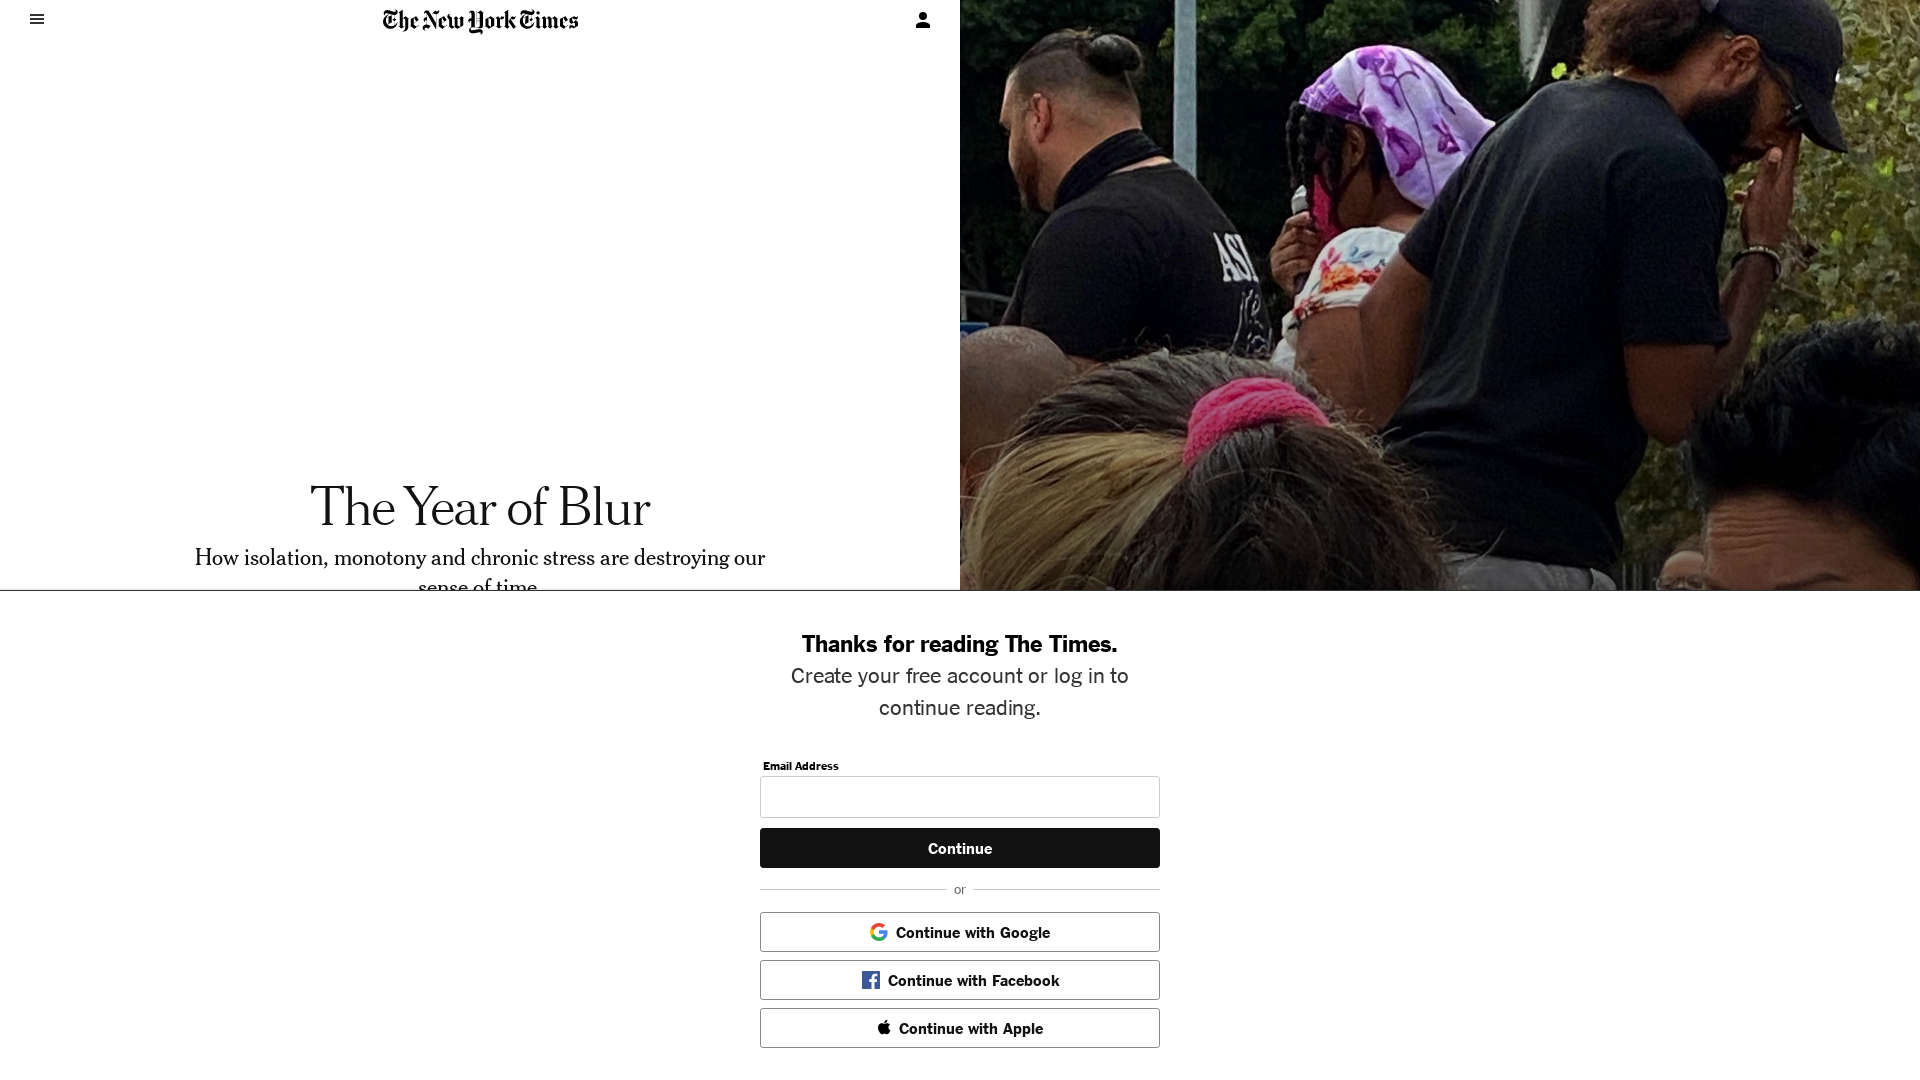 The New York Times
The Year of Blur
How isolation, monotony and chronic stress are destroying our
sense of time.
ASI
Thanks for reading The Times.
Create your free account or log in to
continue reading.
Email Address
Continue
or
Continue with Google
Continue with Facebook
Continue with Apple